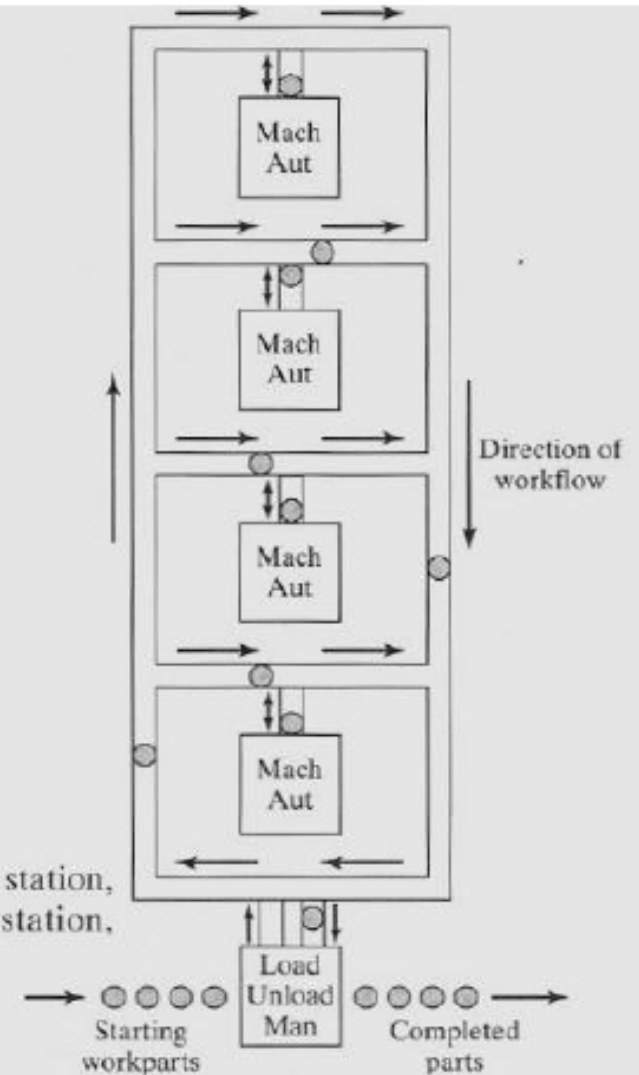 Mach
Aut
Mach
Aut
Direction of
workflow
Mach
Aut
Mach
Aut
station,
station,
Load
Unload
Man
Starting
workparts
Completed
parts